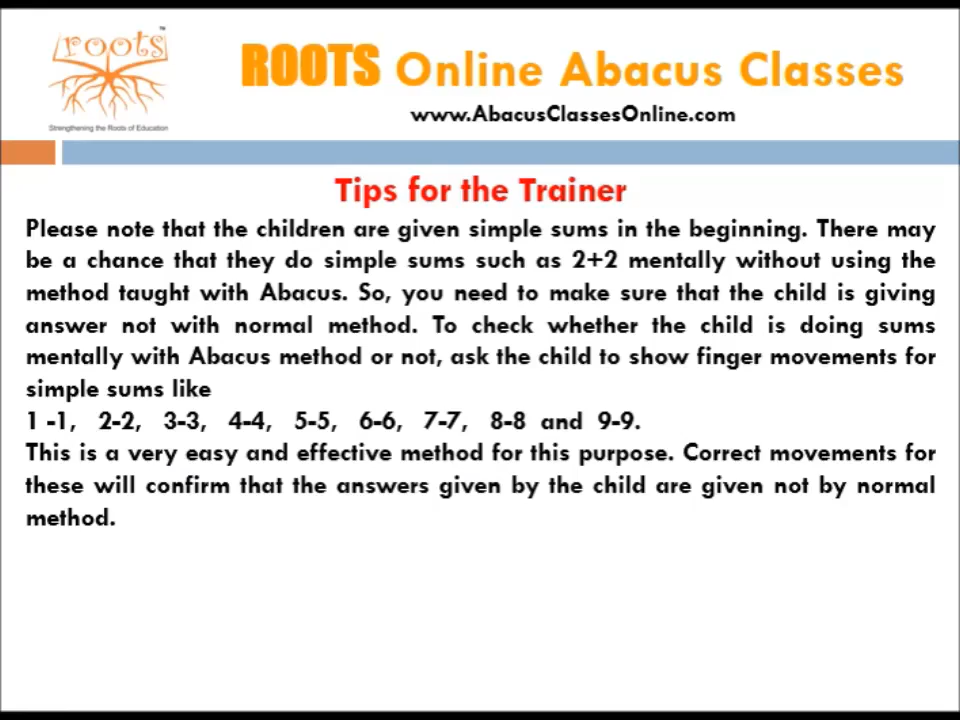 roots
TM
Strengthening the Roots of Education
ROOTS Online Abacus Classes
www.AbacusClassesOnline.com
Tips for the Trainer
Please note that the children are given simple sums in the beginning. There may
be a chance that they do simple sums such as 2+2 mentally without using the
method taught with Abacus. So, you need to make sure that the child is giving
answer not with normal method. To check whether the child is doing sums
mentally with Abacus method or not, ask the child to show finger movements for
simple sums like
1 -1, 2-2, 3-3, 4-4, 5-5, 6-6, 7-7, 8-8 and 9-9.
This is a very easy and effective method for this purpose. Correct movements for
these will confirm that the answers given by the child are given not by normal
method.